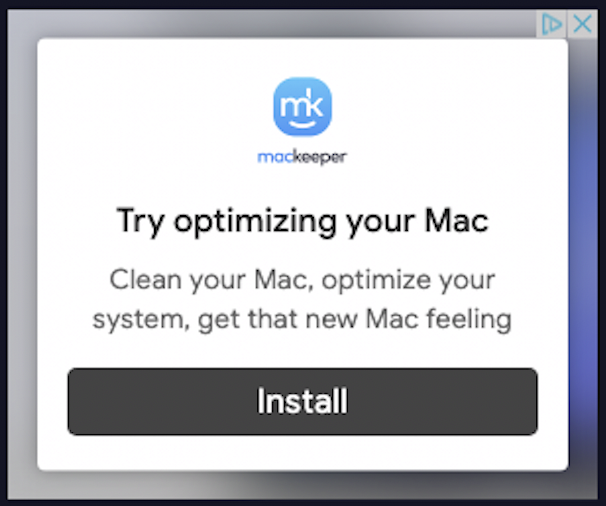 mk
mackeeper
Try optimizing your Mac
Clean your Mac, optimize your
system, get that new Mac feeling
Install